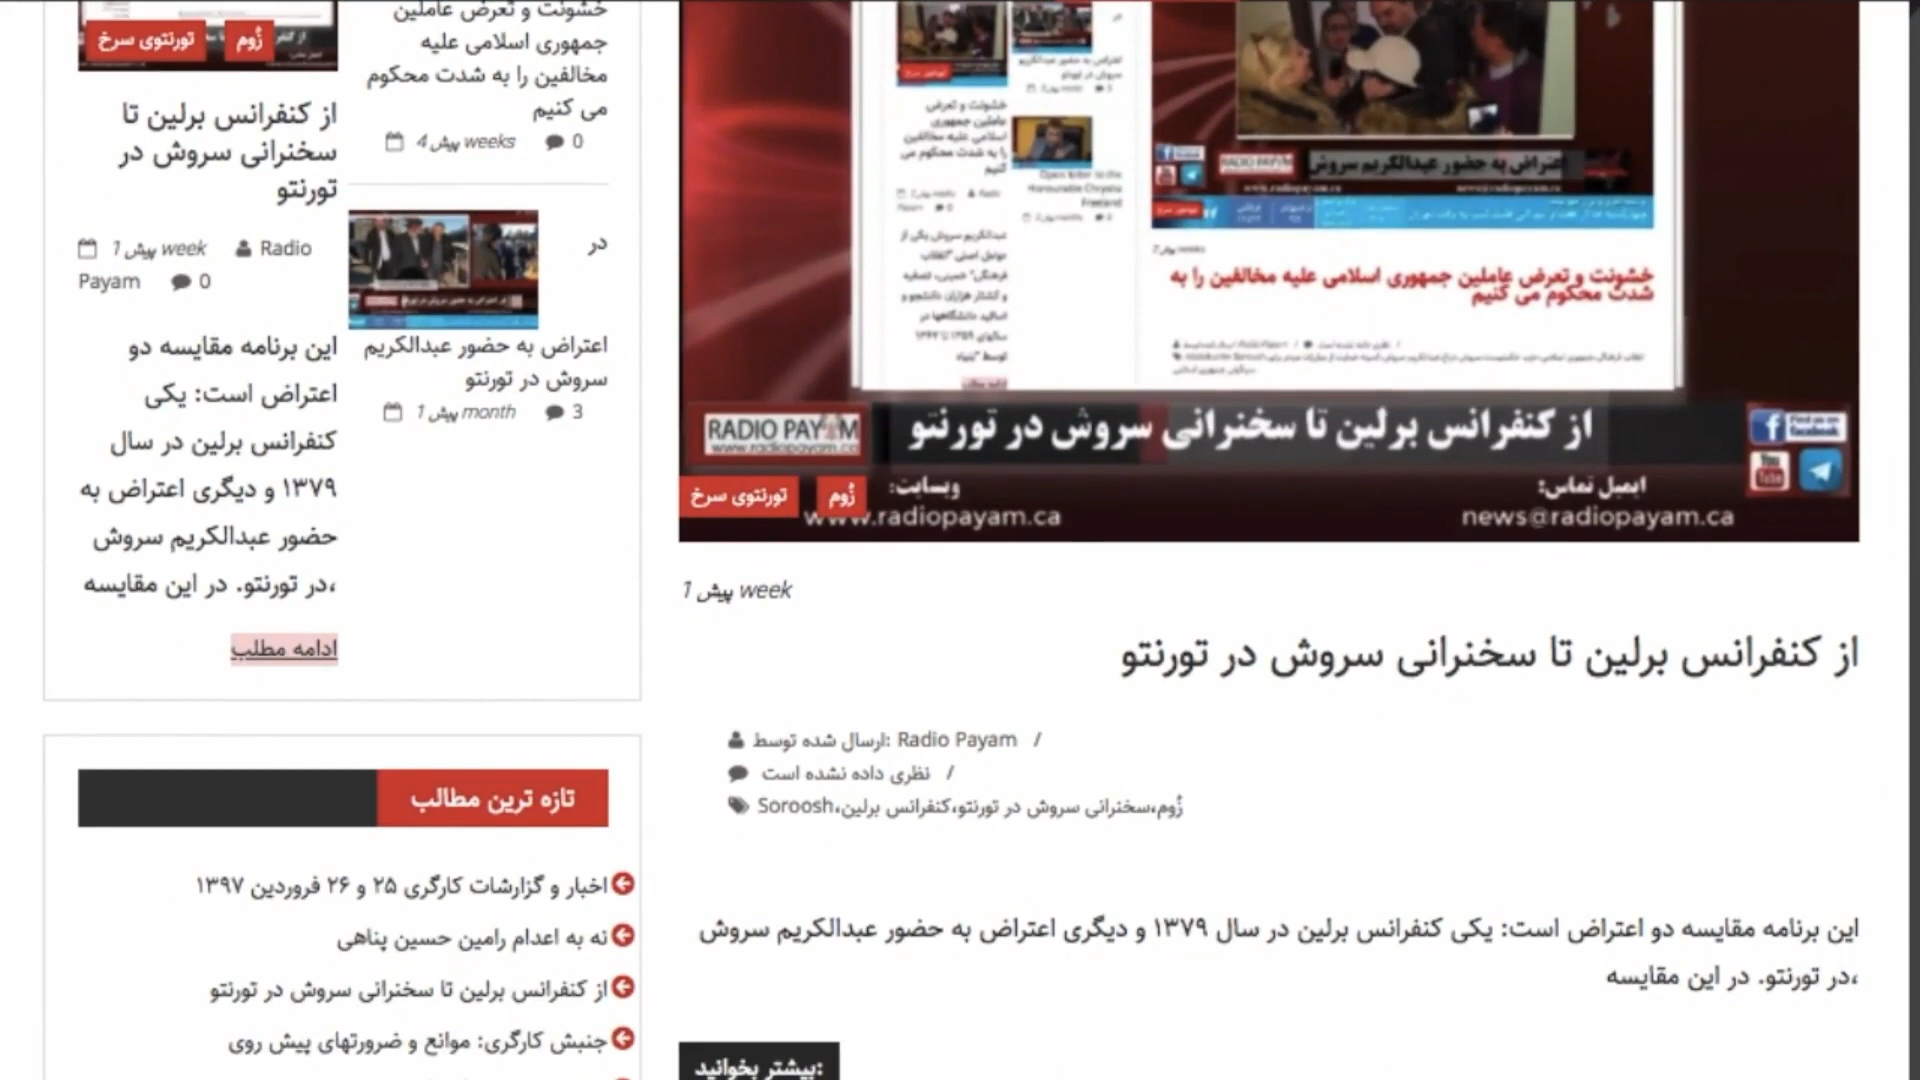 خشونت و تعرض عاملین
جمهوری اسلامی علیه
مخالفین را به شدت محکوم
می کنیم
4 پیش weeks 0
در
اعتراض به حضور عبدالکریم
سروش در تورنتو
1 پیش month 3
تورنتوی سرخ
زُوم
از کنفرانس برلین تا
سخنرانی سروش در
تورنتو
1 پیش week Radio
Payam 0
این برنامه مقایسه دو
اعتراض است: یکی
کنفرانس برلین در سال
۱۳۷۹ و دیگری اعتراض به
حضور عبدالکریم سروش
،در تورنتو. در این مقایسه
ادامه مطلب
تازه ترین مطالب
اخبار و گزارشات کارگری ۲۵ و ۲۶ فروردین ۱۳۹۷
نه به اعدام رامین حسین پناهی
از کنفرانس برلین تا سخنرانی سروش در تورنتو
جنبش کارگری: موانع و ضرورتهای پیش روی
اعتراض به حضور عبدالکریم سروش
خشونت و تعرض عاملین جمهوری اسلامی علیه مخالفین را به
شدت محکوم می کنیم
RADIO PAYAM
www.radiopayam.ca
از کنفرانس برلین تا سخنرانی سروش در تورنتو
تورنتوی سرخ
زُوم
وبسایت:
www.radiopayam.ca
ایمیل تماس:
news@radiopayam.ca
1 پیش week
از کنفرانس برلین تا سخنرانی سروش در تورنتو
ارسال شده توسط: Radio Payam /
نظری داده نشده است /
زُوم،سخنرانی سروش در تورنتو،کنفرانس برلین،Soroosh
این برنامه مقایسه دو اعتراض است: یکی کنفرانس برلین در سال ۱۳۷۹ و دیگری اعتراض به حضور عبدالکریم سروش
،در تورنتو. در این مقایسه
:بیشتر بخوانید